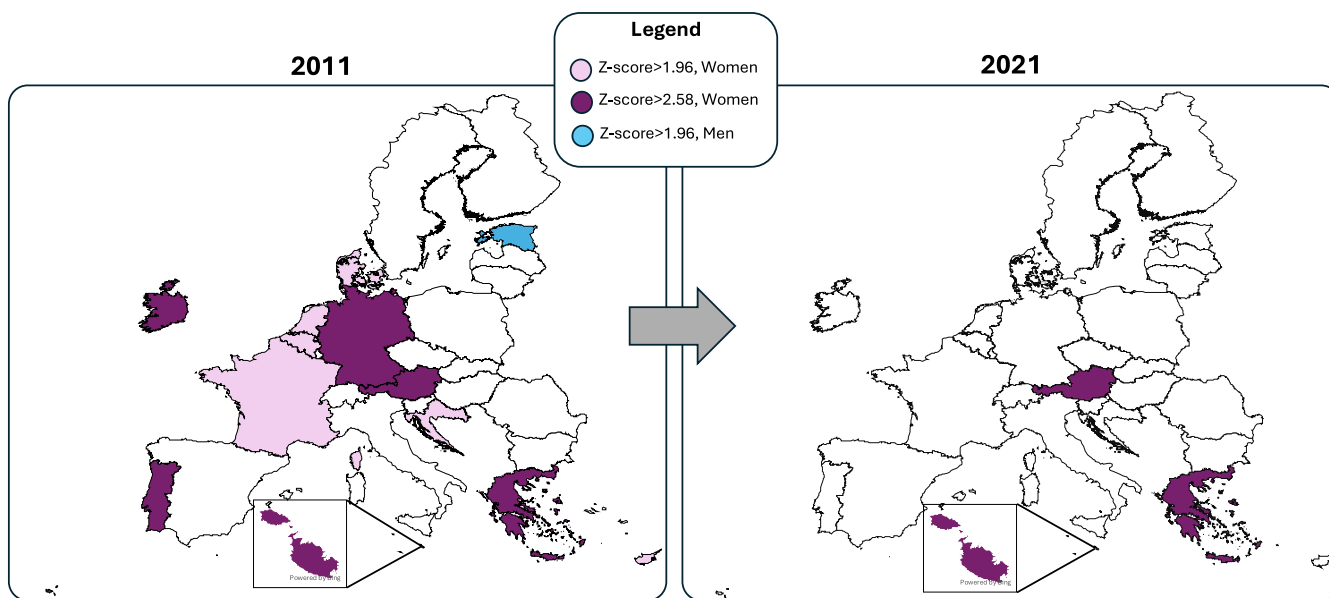 Legend
2011
2021
Z-score>1.96, Women
Z-score>2.58, Women
Z-score>1.96, Men
Powered by Bing
Powered by Bing